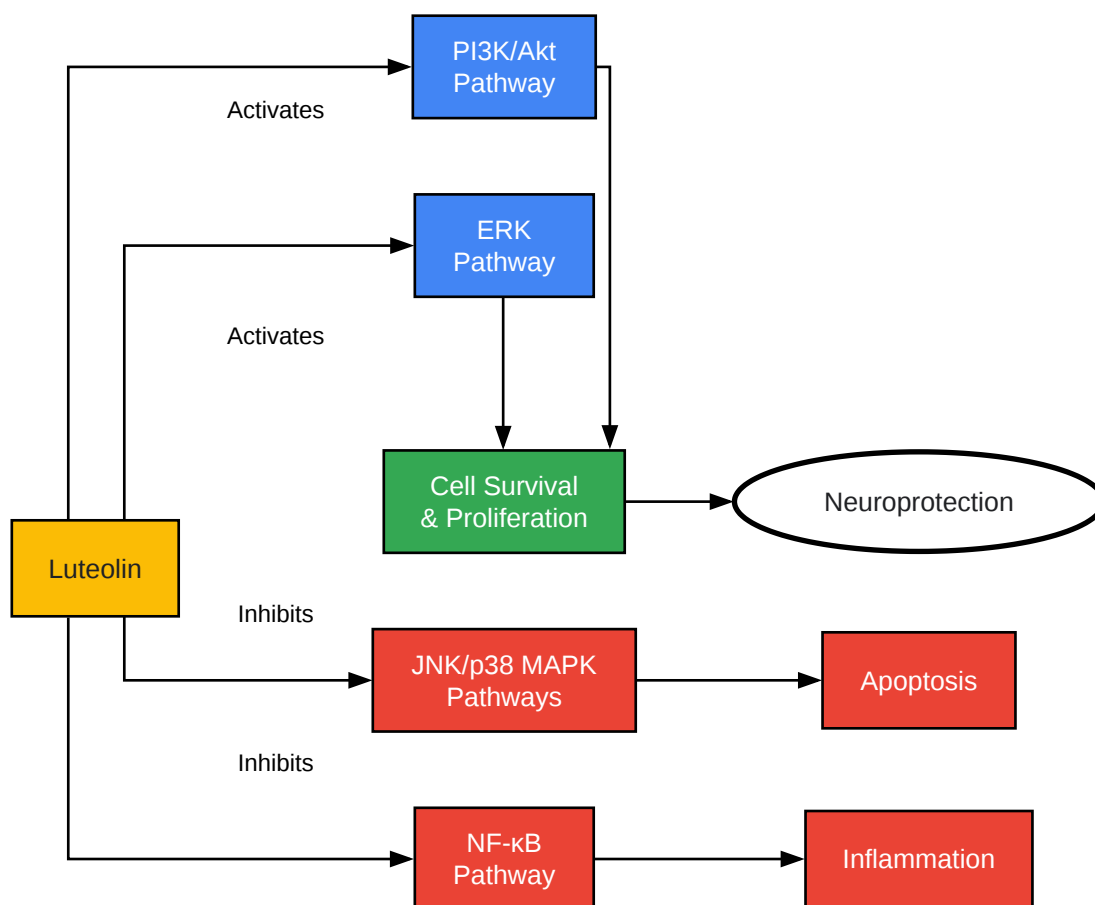 PI3K/Akt
Pathway
Activates
ERK
Pathway
Activates
Cell Survival
& Proliferation
Neuroprotection
Luteolin
Inhibits
JNK/p38 MAPK
Pathways
Apoptosis
Inhibits
NF-κB
Pathway
Inflammation